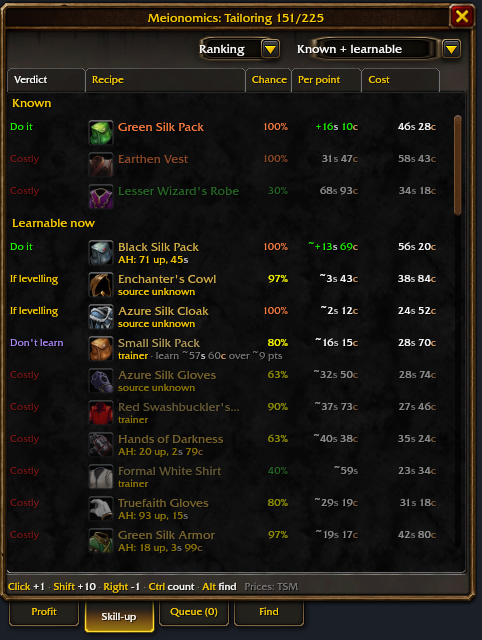 Meionomics: Tailoring 151/225
Ranking Known + learnable
Verdict Recipe Chance Per point Cost
Known
Do it Green Silk Pack 100% +16s 10c 46s 28c
Costly Earthen Vest 100% 31s 47c 58s 43c
Costly Lesser Wizard's Robe 30% 68s 93c 34s 18c
Learnable now
Do it Black Silk Pack 100% ~+13s 69c 56s 20c
AH: 71 up, 45s
If levelling Enchanter's Cowl 97% ~3s 43c 38s 84c
source unknown
If levelling Azure Silk Cloak 100% ~2s 12c 24s 52c
source unknown
Don't learn Small Silk Pack 80% ~16s 15c 28s 70c
trainer · learn ~57s 60c over ~9 pts
Costly Azure Silk Gloves 63% ~32s 50c 28s 74c
source unknown
Costly Red Swashbuckler's... 90% ~37s 73c 27s 46c
trainer
Costly Hands of Darkness 63% ~40s 38c 35s 24c
AH: 20 up, 2s 79c
Costly Formal White Shirt 40% ~59s 23s 34c
trainer
Costly Truefaith Gloves 80% ~29s 19c 31s 18c
AH: 93 up, 15s
Costly Green Silk Armor 97% ~19s 17c 42s 80c
AH: 18 up, 3s 99c
Click +1 · Shift +10 · Right -1 · Ctrl count · Alt find Prices: TSM
Profit Skill-up Queue (0) Find